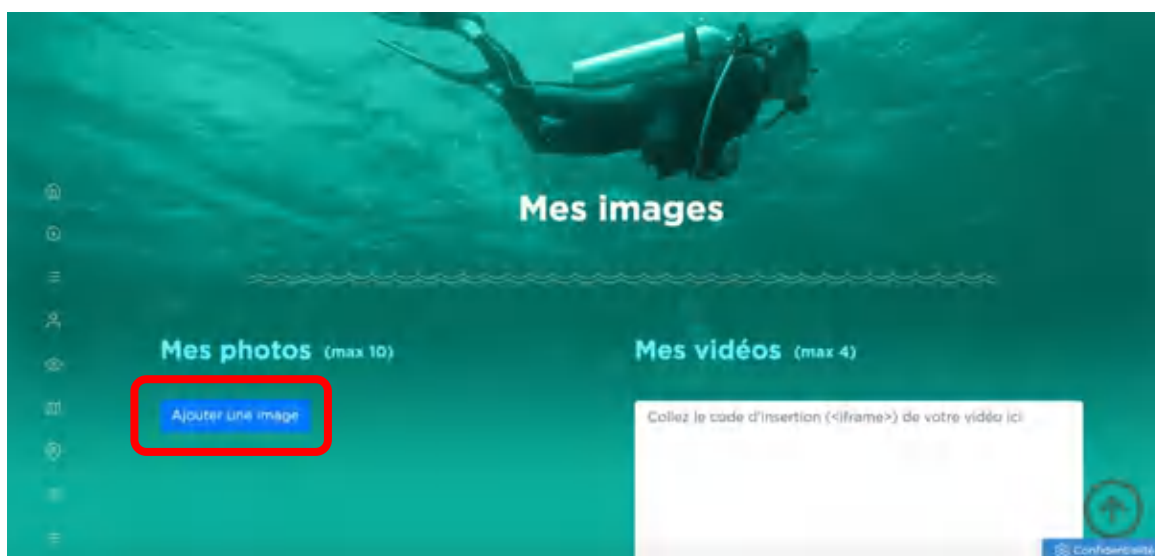 Mes images
Mes photos (max 10)
Ajouter une image
Mes vidéos (max 4)
Collez le code d'insertion (<iframe>) de votre vidéo ici
Confidentialité